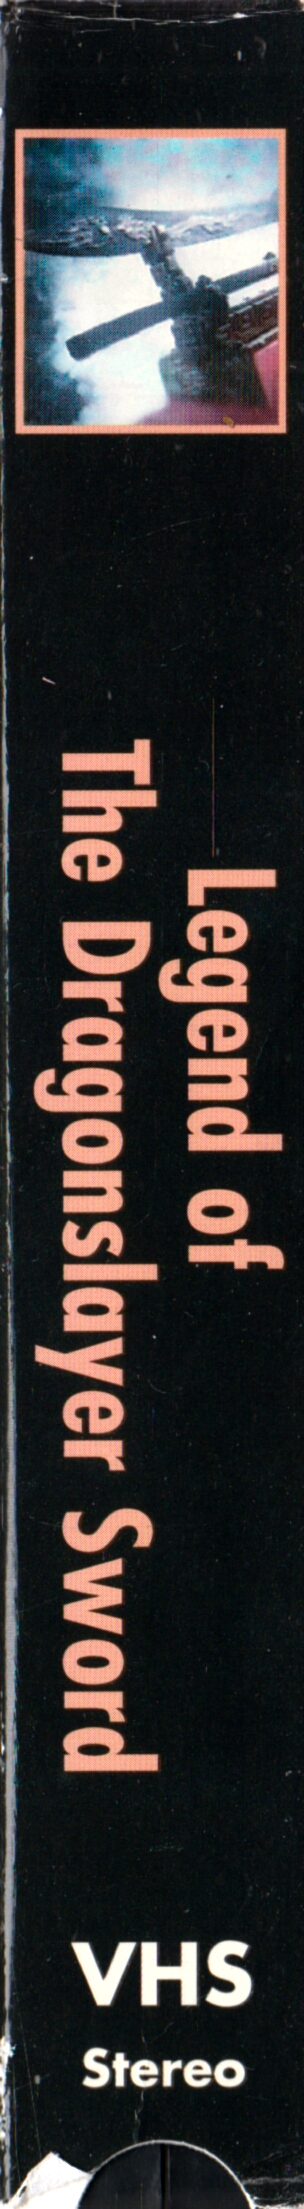 Legend of
The Dragonslayer Sword
VHS
Stereo